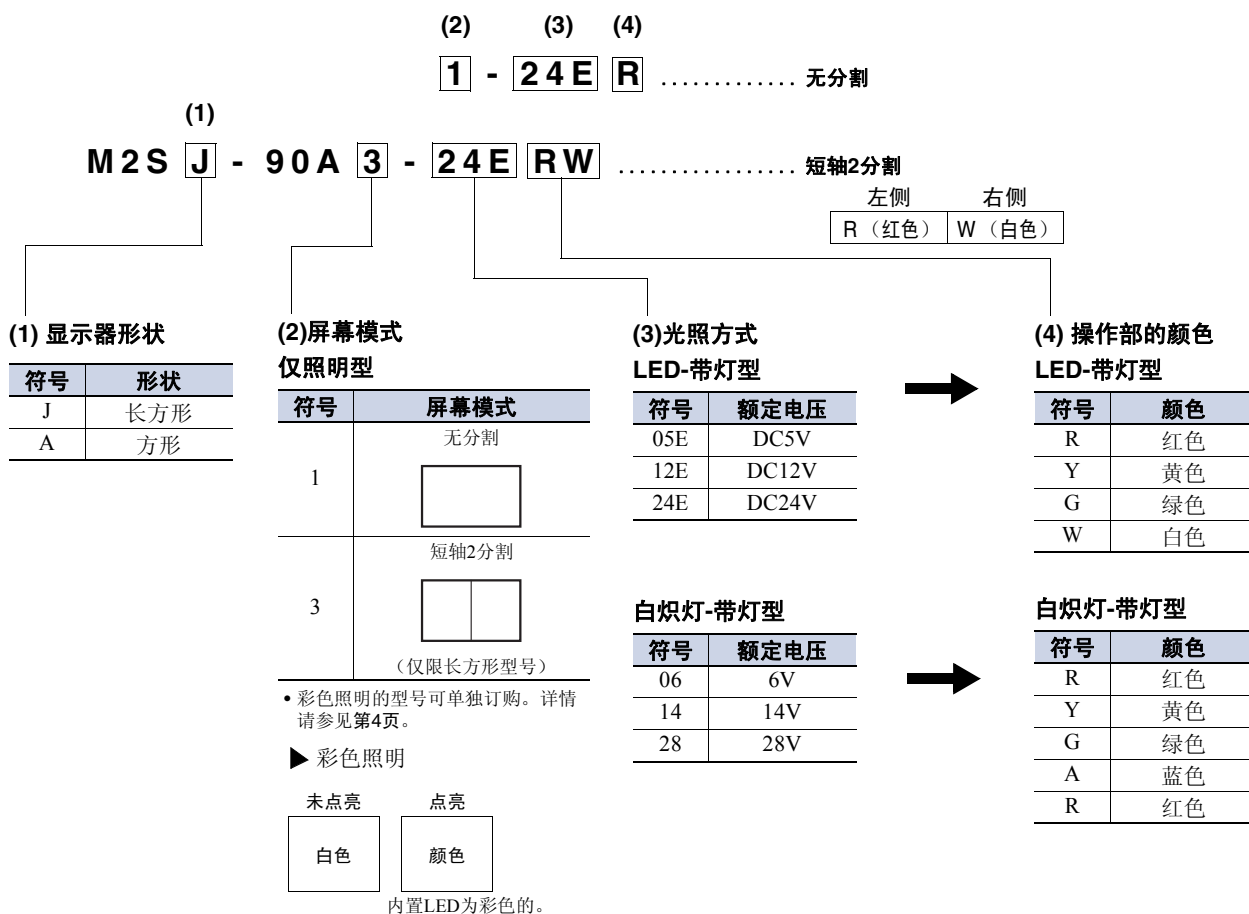 (2) (3) (4)
1 - 24E R ............. 无分割
(1)
M2S J - 90A 3 - 24E RW ................. 短轴2分割
左侧 右侧
R（红色） W（白色）
(1) 显示器形状
符号 形状
J 长方形
A 方形
(2)屏幕模式
仅照明型
符号 屏幕模式
无分割
1
短轴2分割
3
（仅限长方形型号）
• 彩色照明的型号可单独订购。详情
请参见第4页。
▶ 彩色照明
未点亮 点亮
白色 颜色
内置LED为彩色的。
(3)光照方式
LED-带灯型
符号 额定电压
05E DC5V
12E DC12V
24E DC24V
白炽灯-带灯型
符号 额定电压
06 6V
14 14V
28 28V
(4) 操作部的颜色
LED-带灯型
符号 颜色
R 红色
Y 黄色
G 绿色
W 白色
白炽灯-带灯型
符号 颜色
R 红色
Y 黄色
G 绿色
A 蓝色
R 红色